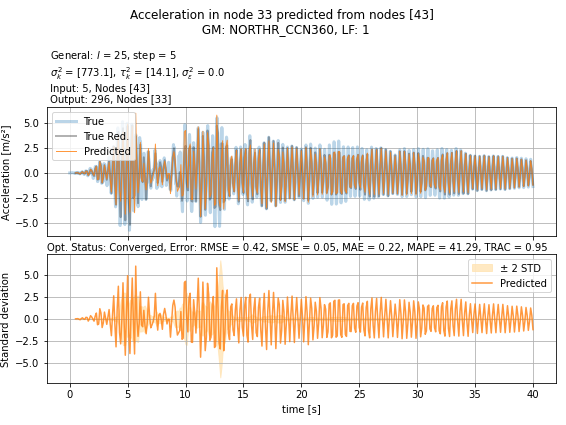 Acceleration in node 33 predicted from nodes [43]
GM: NORTHR_CCN360, LF: 1
General: l = 25, step = 5
σ²ₖ = [773.1], τ²ₖ = [14.1], σ²ₑ = 0.0
Input: 5, Nodes [43]
Output: 296, Nodes [33]
True
True Red.
Predicted
Acceleration [m/s²]
5.0
2.5
0.0
−2.5
−5.0
Opt. Status: Converged, Error: RMSE = 0.42, SMSE = 0.05, MAE = 0.22, MAPE = 41.29, TRAC = 0.95
± 2 STD
Predicted
Standard deviation
5.0
2.5
0.0
−2.5
−5.0
0 5 10 15 20 25 30 35 40
time [s]